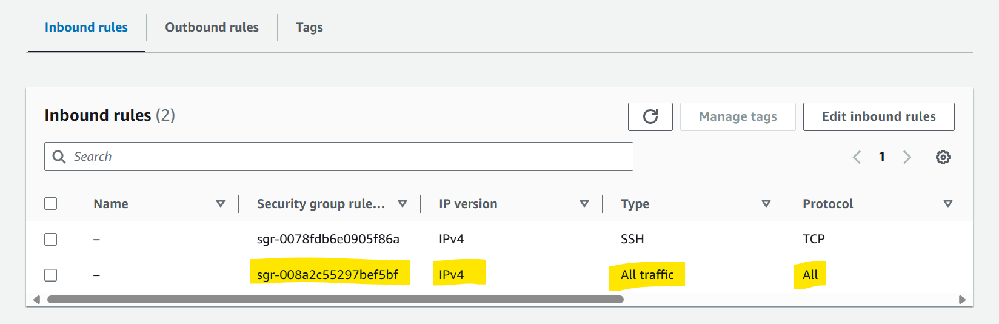 Inbound rules Outbound rules Tags
Inbound rules (2)
Manage tags Edit inbound rules
Search
1
Name Security group rule... IP version Type Protocol
– sgr-0078fdb6e0905f86a IPv4 SSH TCP
– sgr-008a2c55297bef5bf IPv4 All traffic All